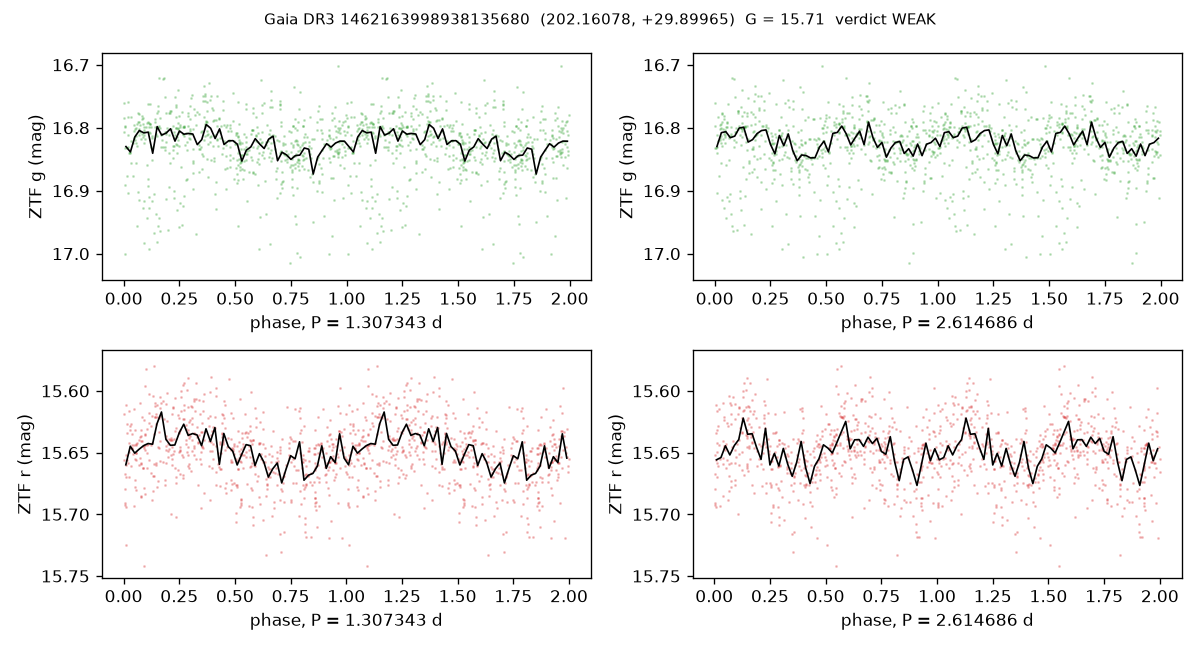 Gaia DR3 1462163998938135680  (202.16078, +29.89965)  G = 15.71  verdict WEAK
ZTF g (mag)
16.7
16.8
16.9
17.0
0.00 0.25 0.50 0.75 1.00 1.25 1.50 1.75 2.00
phase, P = 1.307343 d
ZTF g (mag)
16.7
16.8
16.9
17.0
0.00 0.25 0.50 0.75 1.00 1.25 1.50 1.75 2.00
phase, P = 2.614686 d
ZTF r (mag)
15.60
15.65
15.70
15.75
0.00 0.25 0.50 0.75 1.00 1.25 1.50 1.75 2.00
phase, P = 1.307343 d
ZTF r (mag)
15.60
15.65
15.70
15.75
0.00 0.25 0.50 0.75 1.00 1.25 1.50 1.75 2.00
phase, P = 2.614686 d